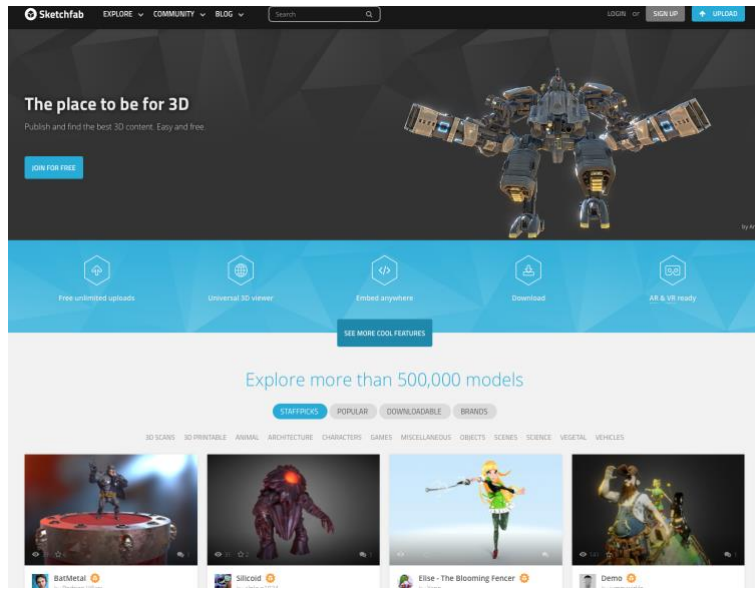 Sketchfab EXPLORE COMMUNITY BLOG Search LOGIN or SIGN UP UPLOAD
The place to be for 3D
Publish and find the best 3D content. Easy and free.
JOIN FOR FREE
by
Free unlimited uploads Universal 3D viewer Embed anywhere Download AR & VR ready
SEE MORE COOL FEATURES
Explore more than 500,000 models
STAFFPICKS POPULAR DOWNLOADABLE BRANDS
3D SCANS 3D PRINTABLE ANIMAL ARCHITECTURE CHARACTERS GAMES MISCELLANEOUS OBJECTS SCENES SCIENCE VEGETAL VEHICLES
BatMetal Silicoid Elise - The Blooming Fencer Demo